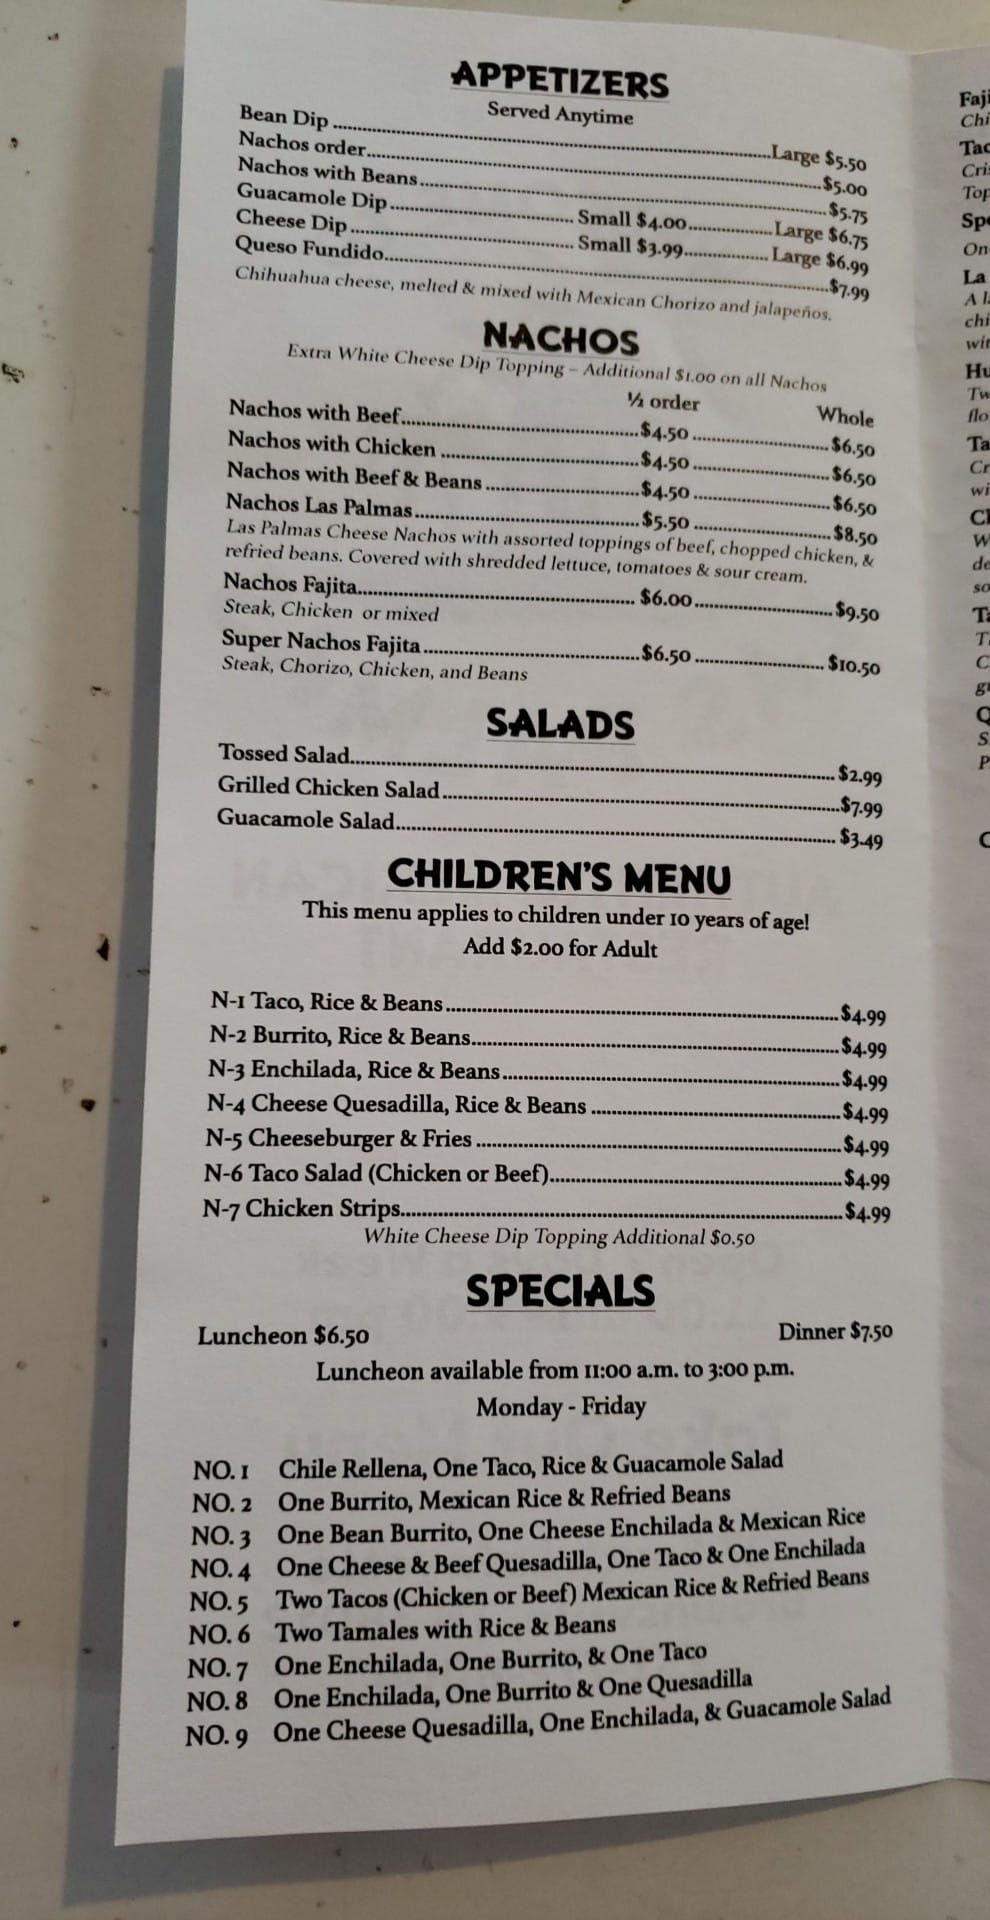 APPETIZERS
Served Anytime
Bean Dip ........ Large $5.50
Nachos order ........ $5.00
Nachos with Beans ........ $5.75
Guacamole Dip ........ Small $4.00 ........ Large $6.75
Cheese Dip ........ Small $3.99 ........ Large $6.99
Queso Fundido ........ $7.99
Chihuahua cheese, melted & mixed with Mexican Chorizo and jalapeños.
NACHOS
Extra White Cheese Dip Topping – Additional $1.00 on all Nachos
½ order Whole
Nachos with Beef ........ $4.50 ........ $6.50
Nachos with Chicken ........ $4.50 ........ $6.50
Nachos with Beef & Beans ........ $4.50 ........ $6.50
Nachos Las Palmas ........ $5.50 ........ $8.50
Las Palmas Cheese Nachos with assorted toppings of beef, chopped chicken, &
refried beans. Covered with shredded lettuce, tomatoes & sour cream.
Nachos Fajita ........ $6.00 ........ $9.50
Steak, Chicken or mixed
Super Nachos Fajita ........ $6.50 ........ $10.50
Steak, Chorizo, Chicken, and Beans
SALADS
Tossed Salad ........ $2.99
Grilled Chicken Salad ........ $7.99
Guacamole Salad ........ $3.49
CHILDREN'S MENU
This menu applies to children under 10 years of age!
Add $2.00 for Adult
N-1 Taco, Rice & Beans ........ $4.99
N-2 Burrito, Rice & Beans ........ $4.99
N-3 Enchilada, Rice & Beans ........ $4.99
N-4 Cheese Quesadilla, Rice & Beans ........ $4.99
N-5 Cheeseburger & Fries ........ $4.99
N-6 Taco Salad (Chicken or Beef) ........ $4.99
N-7 Chicken Strips ........ $4.99
White Cheese Dip Topping Additional $0.50
SPECIALS
Luncheon $6.50 Dinner $7.50
Luncheon available from 11:00 a.m. to 3:00 p.m.
Monday - Friday
NO. 1 Chile Rellena, One Taco, Rice & Guacamole Salad
NO. 2 One Burrito, Mexican Rice & Refried Beans
NO. 3 One Bean Burrito, One Cheese Enchilada & Mexican Rice
NO. 4 One Cheese & Beef Quesadilla, One Taco & One Enchilada
NO. 5 Two Tacos (Chicken or Beef) Mexican Rice & Refried Beans
NO. 6 Two Tamales with Rice & Beans
NO. 7 One Enchilada, One Burrito, & One Taco
NO. 8 One Enchilada, One Burrito & One Quesadilla
NO. 9 One Cheese Quesadilla, One Enchilada, & Guacamole Salad